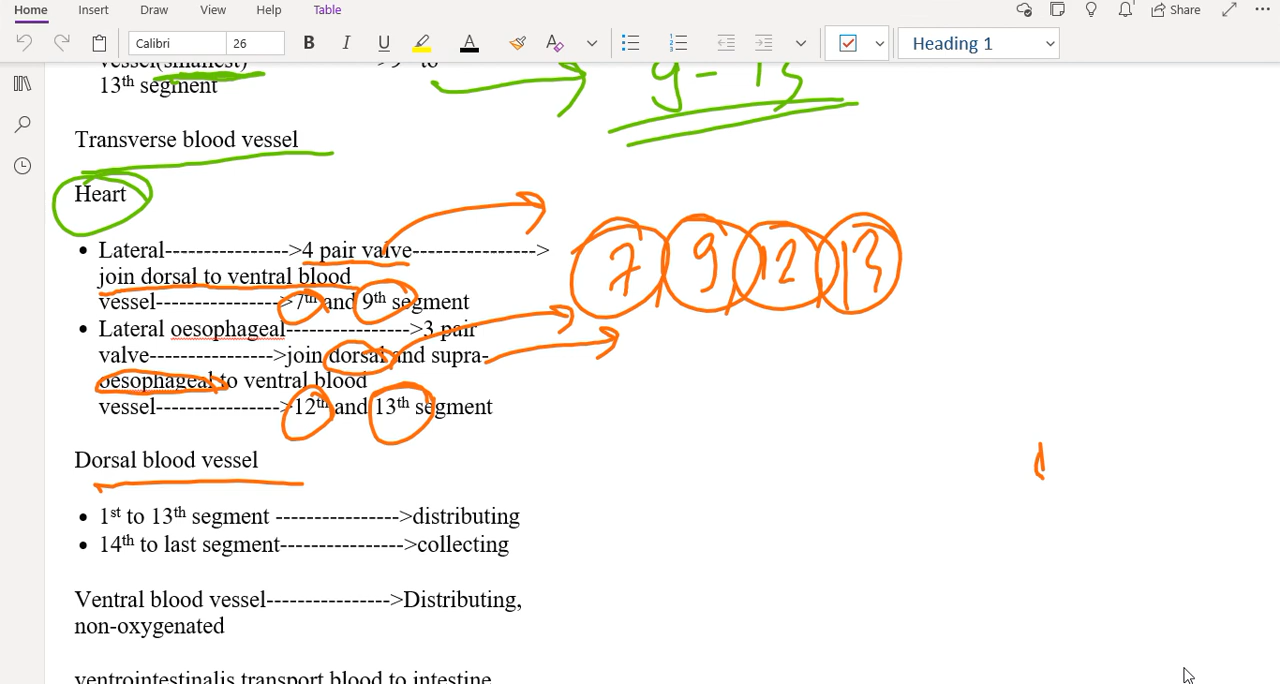 Home Insert Draw View Help Table Share
Calibri 26 B I U A A Heading 1
13th segment
9 - 13
Transverse blood vessel
Heart
• Lateral--------------->4 pair valve---------------->
join dorsal to ventral blood
vessel---------------->7th and 9th segment
7 9 12 13
• Lateral oesophageal---------------->3 pair
valve---------------->join dorsal and supra-
oesophageal to ventral blood
vessel---------------->12th and 13th segment
Dorsal blood vessel
• 1st to 13th segment ---------------->distributing
• 14th to last segment---------------->collecting
Ventral blood vessel---------------->Distributing,
non-oxygenated
ventrointestinalis transport blood to intestine